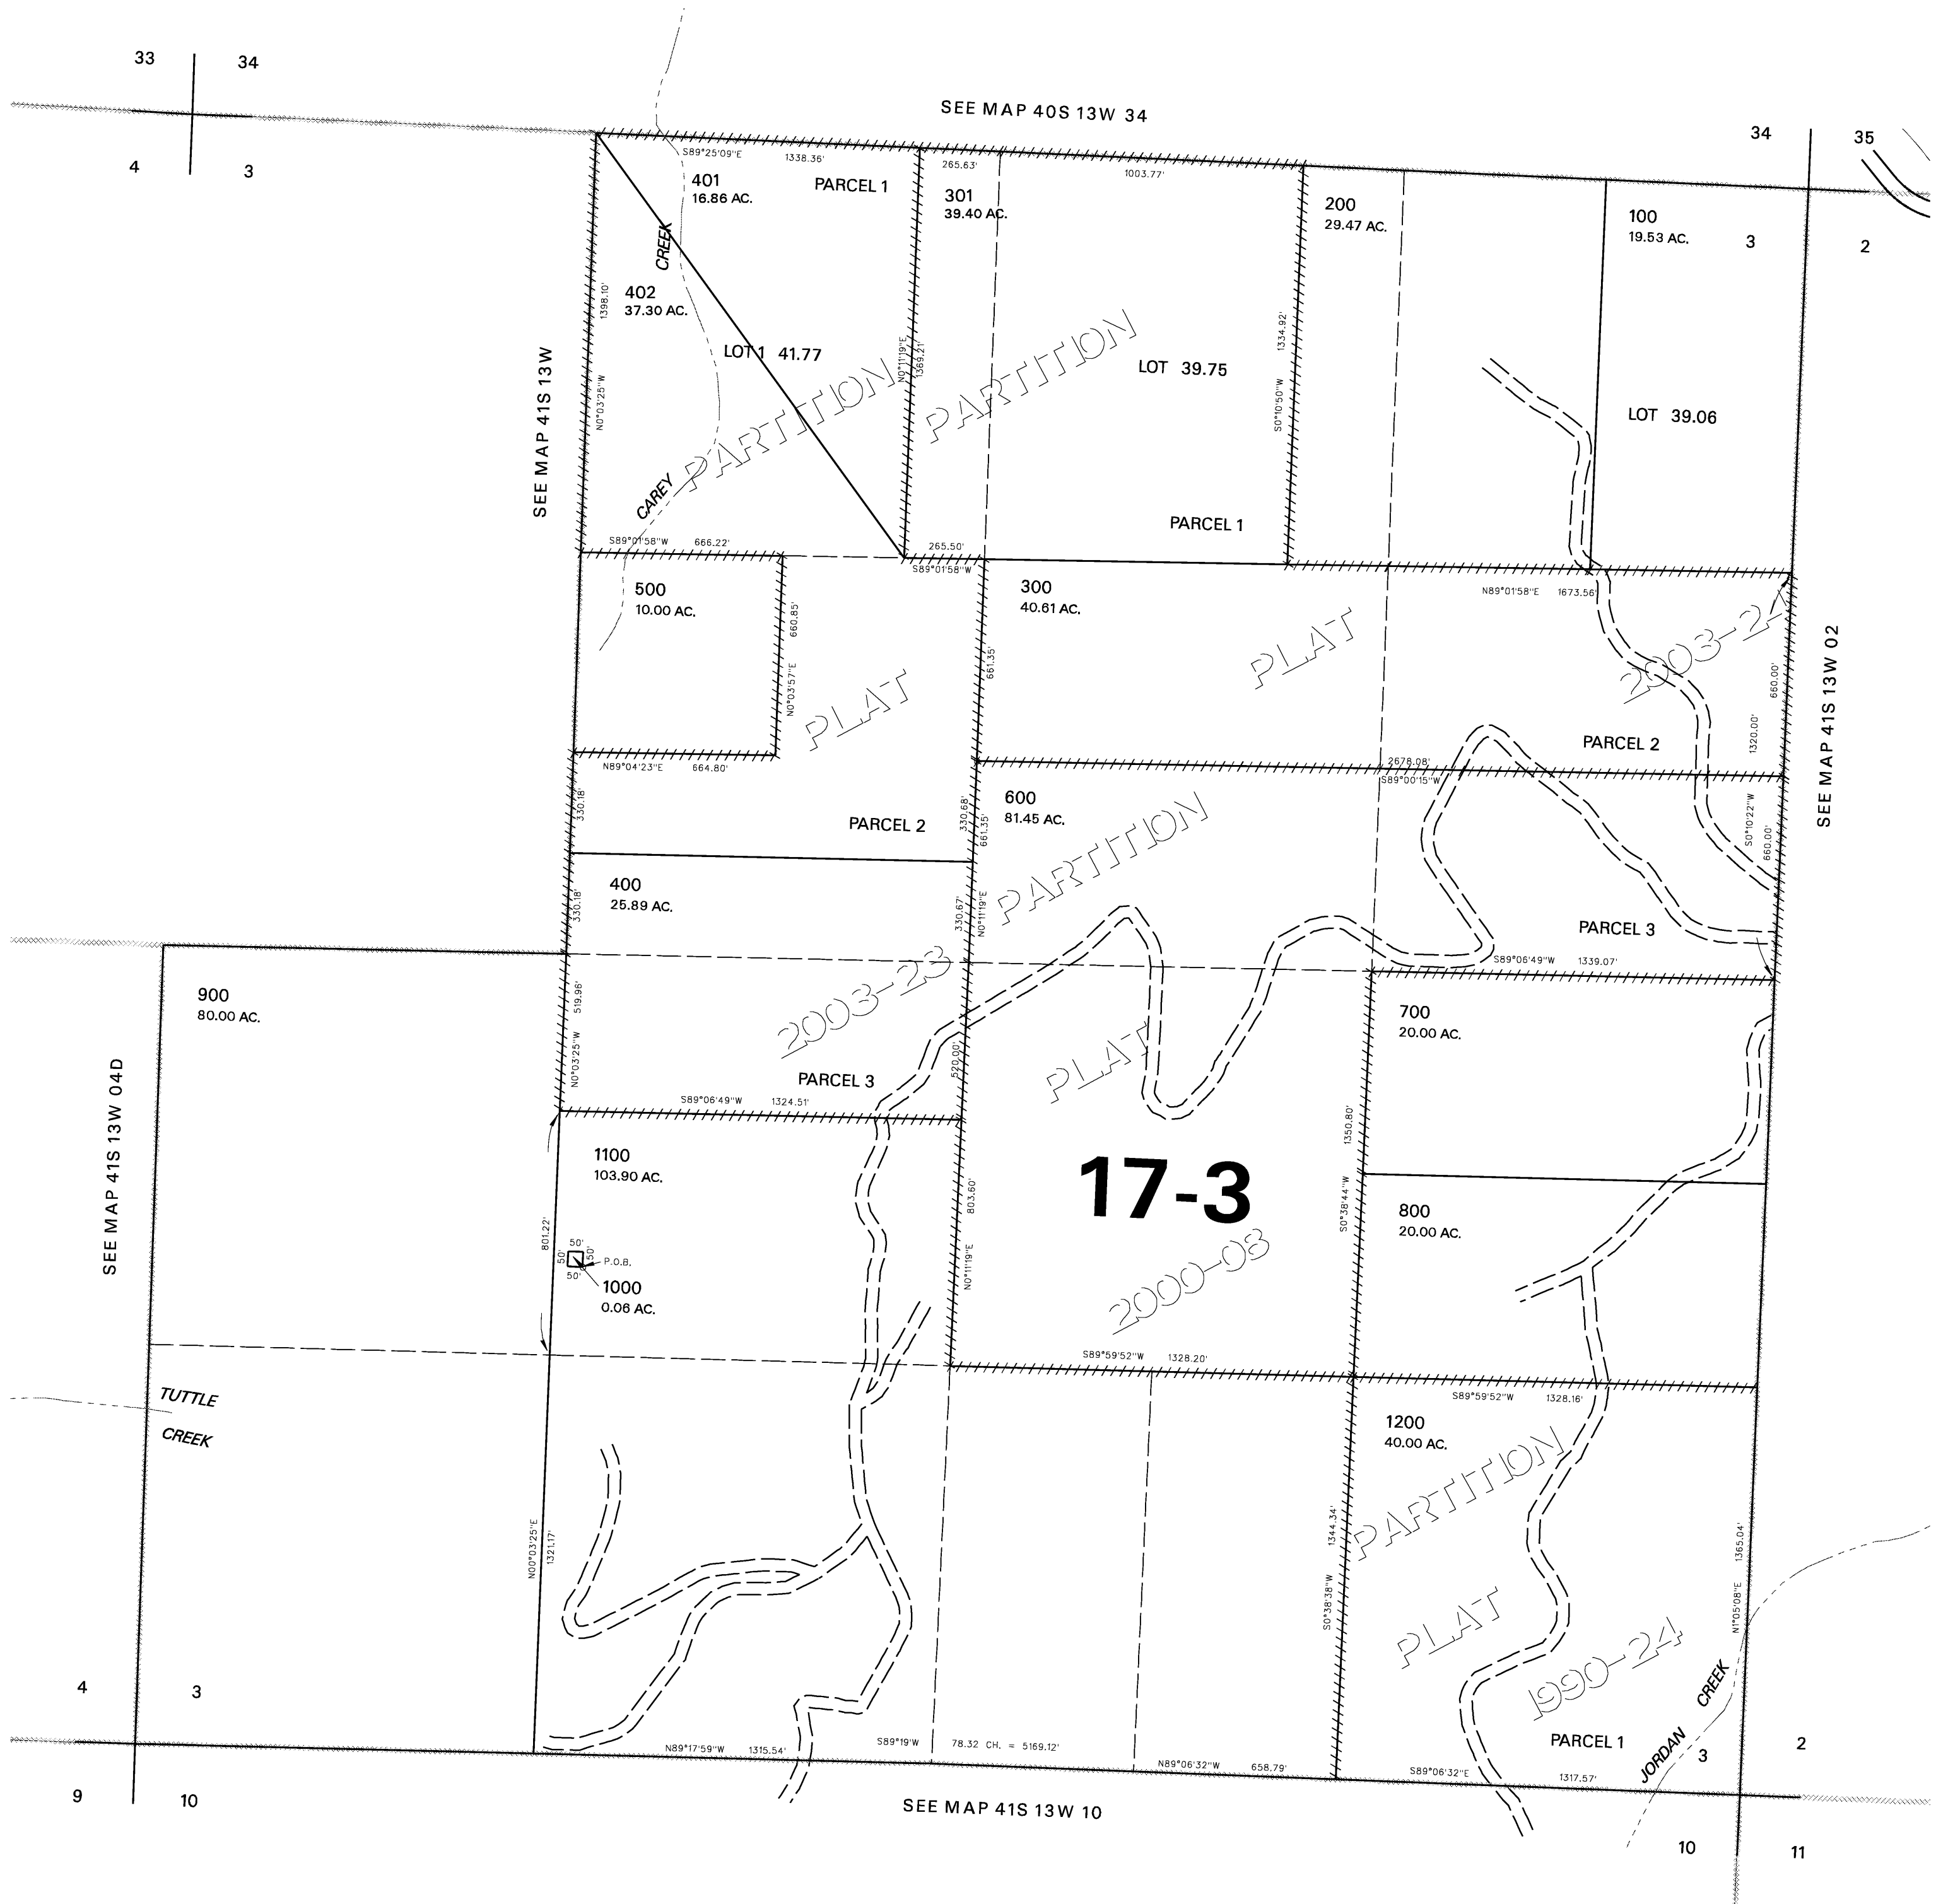 33 34
SEE MAP 40S 13W 34
34 35
4 3
S89°25'09"E 1338.36'
265.63'
1003.77'
401
16.86 AC.
PARCEL 1
301
39.40 AC.
200
29.47 AC.
100
19.53 AC.
3 2
CREEK
402
37.30 AC.
1398.10'
N0°03'25"W
SEE MAP 41S 13W
LOT 1 41.77
N0°11'19"E
1369.21'
PARTITION
PARTITION
LOT 39.75
1334.92'
S0°10'50"W
LOT 39.06
CAREY
PARCEL 1
S89°01'58"W 666.22'
265.50'
S89°01'58"W
500
10.00 AC.
660.85'
N0°03'57"E
300
40.61 AC.
N89°01'58"E 1673.56'
661.35'
PLAT
PLAT
2003-2
660.00'
1320.00'
SEE MAP 41S 13W 02
PARCEL 2
N89°04'23"E 664.80'
2678.08'
S89°00'15"W
330.18'
PARCEL 2
330.68'
661.35'
600
81.45 AC.
PARTITION
S0°10'22"W
660.00'
400
25.89 AC.
330.18'
330.67'
N0°11'19"E
PARCEL 3
S89°06'49"W 1339.07'
900
80.00 AC.
519.96'
N0°03'25"W
2003-23
520.00'
PLAT
700
20.00 AC.
SEE MAP 41S 13W 04D
PARCEL 3
S89°06'49"W 1324.51'
1350.80'
S0°38'44"W
1100
103.90 AC.
803.60'
N0°11'19"E
17-3
800
20.00 AC.
801.22'
50'
50'
50'
50'
P.O.B.
1000
0.06 AC.
2000-03
S89°59'52"W 1328.20'
S89°59'52"W 1328.16'
TUTTLE
CREEK
1200
40.00 AC.
PARTITION
N00°03'25"E
1321.17'
1344.34'
S0°38'38"W
1365.04'
N1°05'08"E
PLAT
1990-24
CREEK
JORDAN
4 3
PARCEL 1
3 2
N89°17'59"W 1315.54'
S89°19'W 78.32 CH. = 5169.12'
N89°06'32"W 658.79'
S89°06'32"E 1317.57'
9 10
SEE MAP 41S 13W 10
10 11